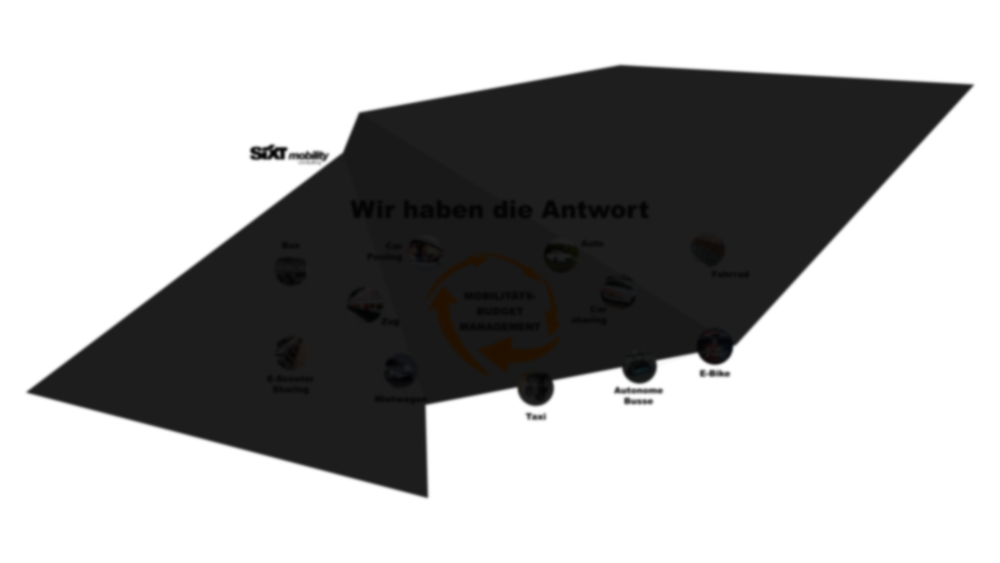 SIXT mobility
consulting
Wir haben die Antwort
Bus
Car
Pooling
Auto
Fahrrad
Zug
MOBILITÄTS-
BUDGET
MANAGEMENT
Car
sharing
E-Scooter
Sharing
Mietwagen
Taxi
Autonome
Busse
E-Bike